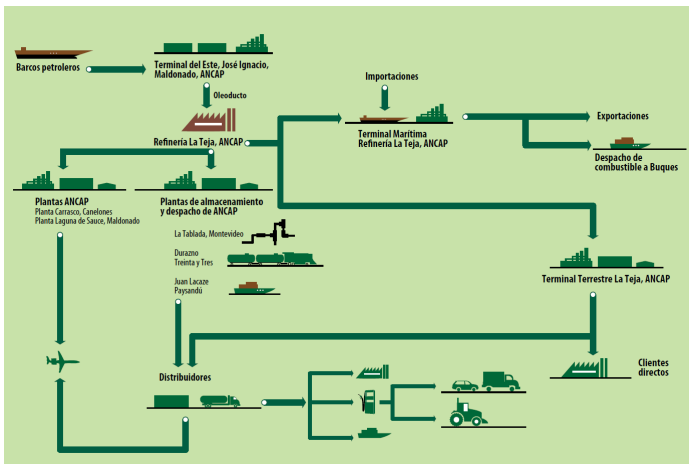 Barcos petroleros
Terminal del Este, José Ignacio,
Maldonado, ANCAP
Oleoducto
Refinería La Teja, ANCAP
Importaciones
Terminal Marítima
Refinería La Teja, ANCAP
Exportaciones
Despacho de
combustible a Buques
Plantas ANCAP
Planta Carrasco, Canelones
Planta Laguna de Sauce, Maldonado
Plantas de almacenamiento
y despacho de ANCAP
La Tablada, Montevideo
Durazno
Treinta y Tres
Juan Lacaze
Paysandú
Terminal Terrestre La Teja, ANCAP
Distribuidores
Clientes
directos